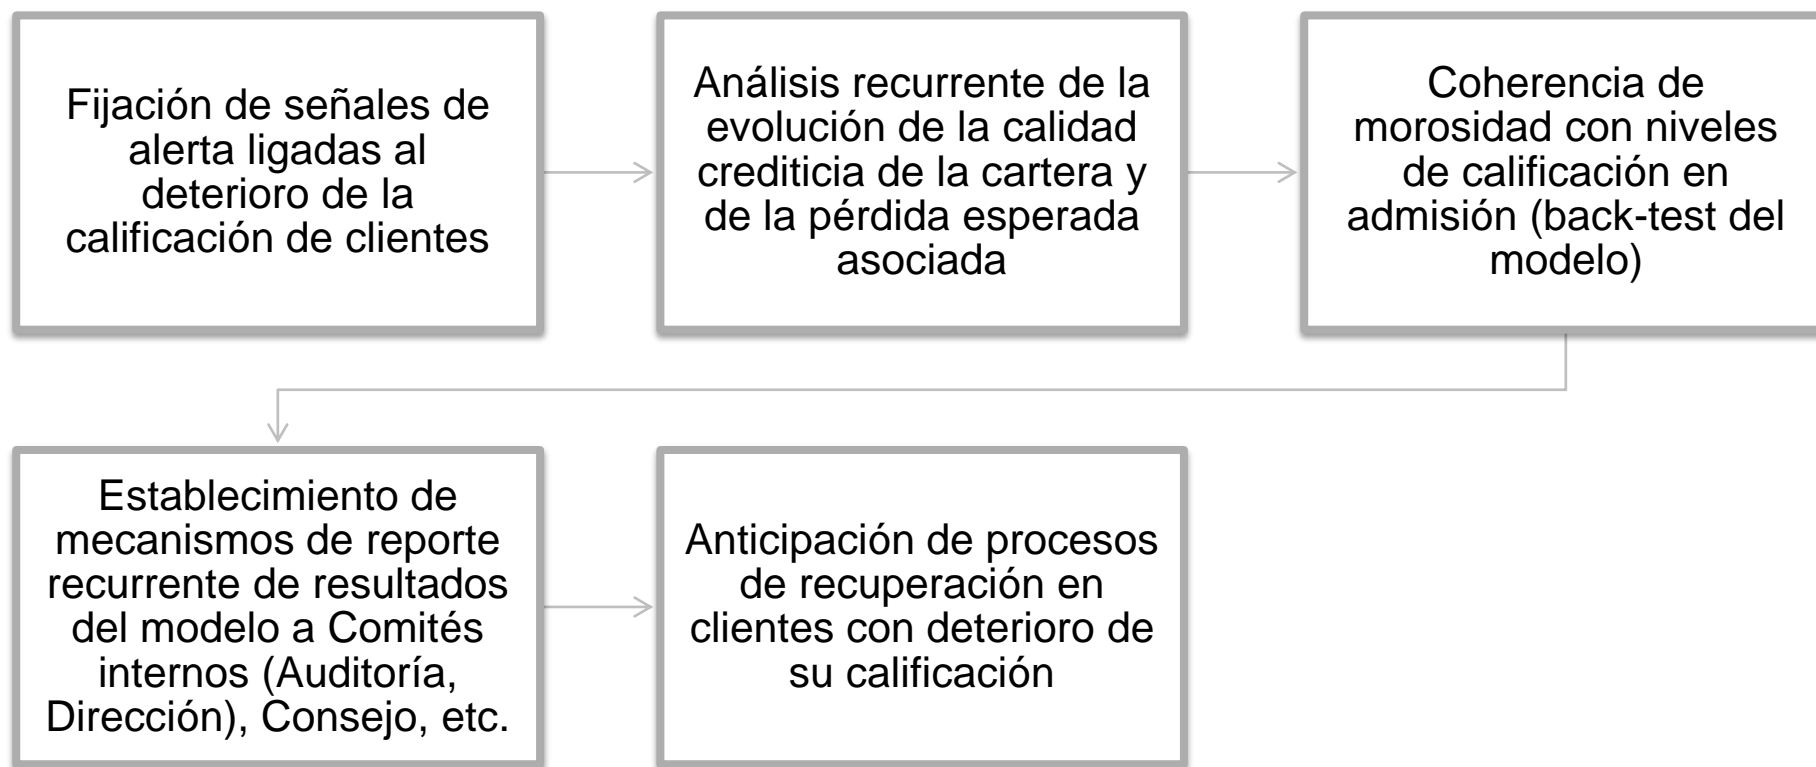 Fijación de señales de
alerta ligadas al
deterioro de la
calificación de clientes
Análisis recurrente de la
evolución de la calidad
crediticia de la cartera y
de la pérdida esperada
asociada
Coherencia de
morosidad con niveles
de calificación en
admisión (back-test del
modelo)
Establecimiento de
mecanismos de reporte
recurrente de resultados
del modelo a Comités
internos (Auditoría,
Dirección), Consejo, etc.
Anticipación de procesos
de recuperación en
clientes con deterioro de
su calificación